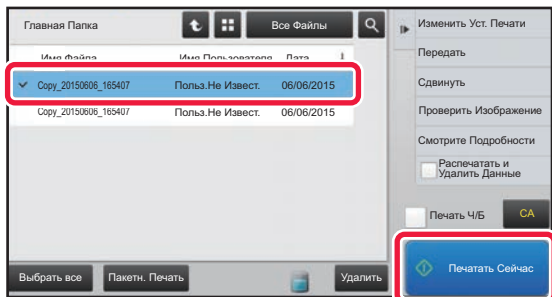 Главная Папка
Все Файлы
Имя Файла Имя Пользователя Дата
Copy_20150606_165407 Польз.Не Извест. 06/06/2015
Copy_20150606_165407 Польз.Не Извест. 06/06/2015
Выбрать все
Пакетн. Печать
Удалить
Изменить Уст. Печати
Передать
Сдвинуть
Проверить Изображение
Смотрите Подробности
Распечатать и
Удалить Данные
Печать Ч/Б
CA
Печатать Сейчас